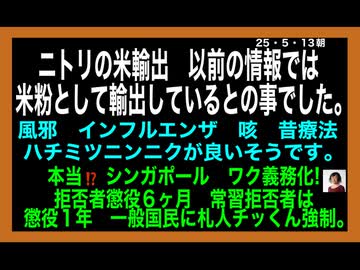 25・5・13朝
ニトリの米輸出　以前の情報では
米粉として輸出しているとの事でした。
風邪　インフルエンザ　咳　昔療法
ハチミツニンニクが良いそうです。
本当⁉️ シンガポール　ワク義務化!
拒否者懲役6ヶ月　常習拒否者は
懲役1年　一般国民に札人チッくん強制。